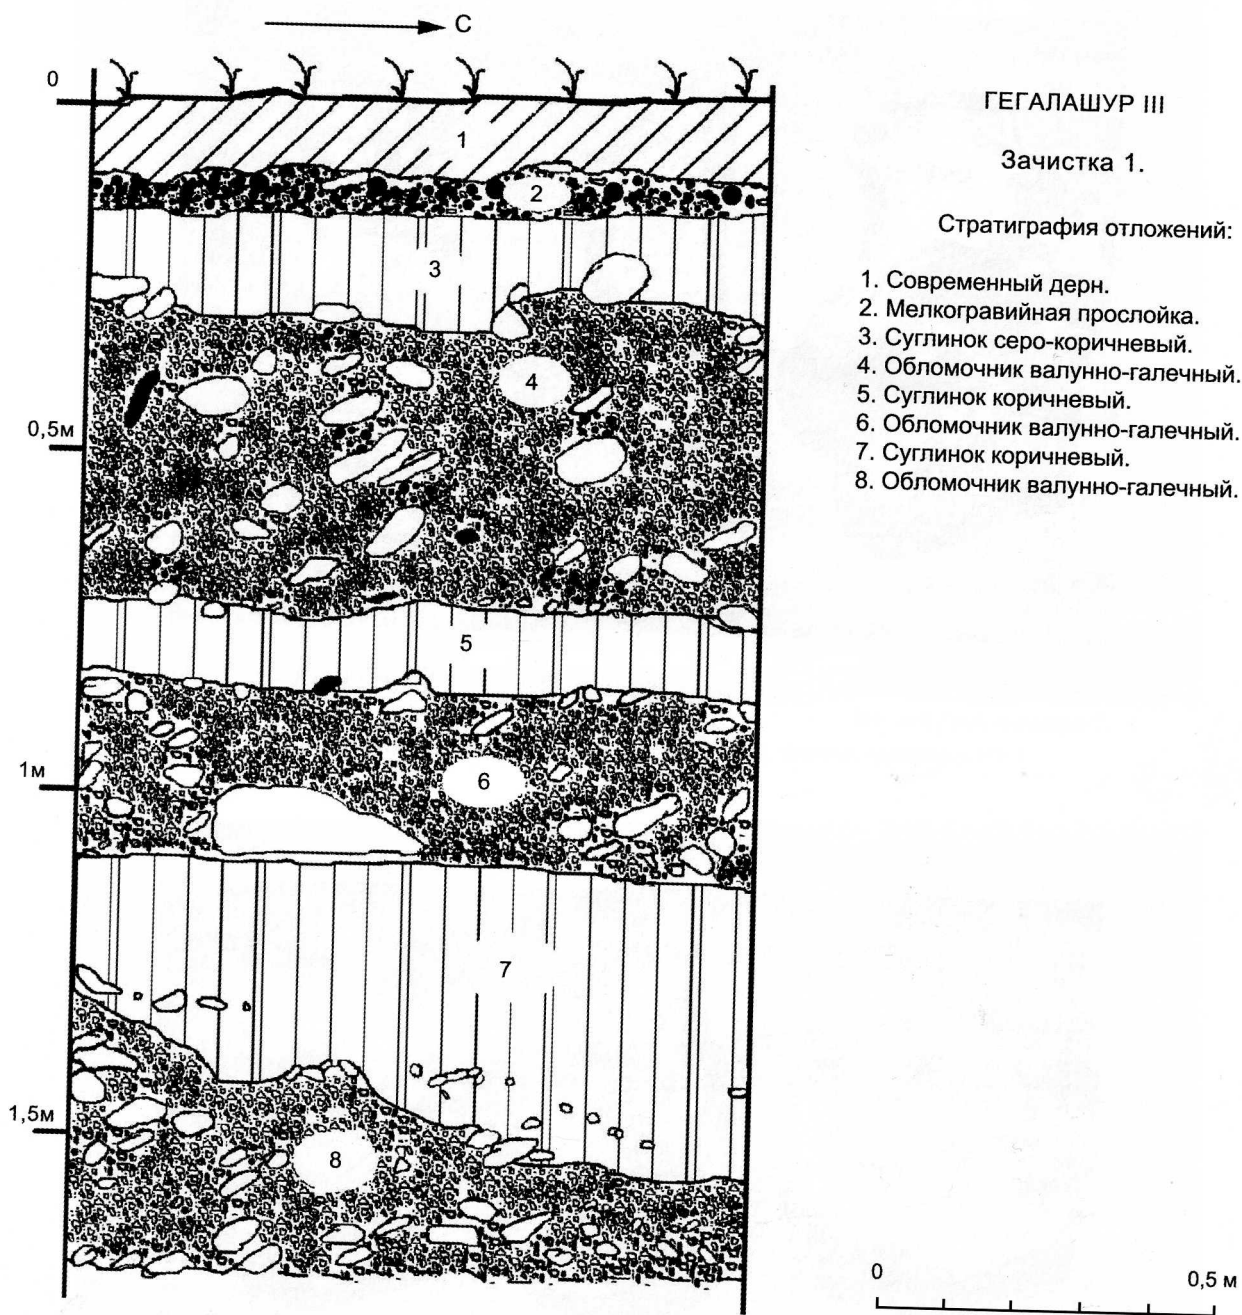 С
0
ГЕГАЛАШУР III
Зачистка 1.
Стратиграфия отложений:
1. Современный дерн.
2. Мелкогравийная прослойка.
3. Суглинок серо-коричневый.
4. Обломочник валунно-галечный.
5. Суглинок коричневый.
6. Обломочник валунно-галечный.
7. Суглинок коричневый.
8. Обломочник валунно-галечный.
1
2
3
4
0,5м
5
6
1м
7
8
1,5м
0 0,5 м